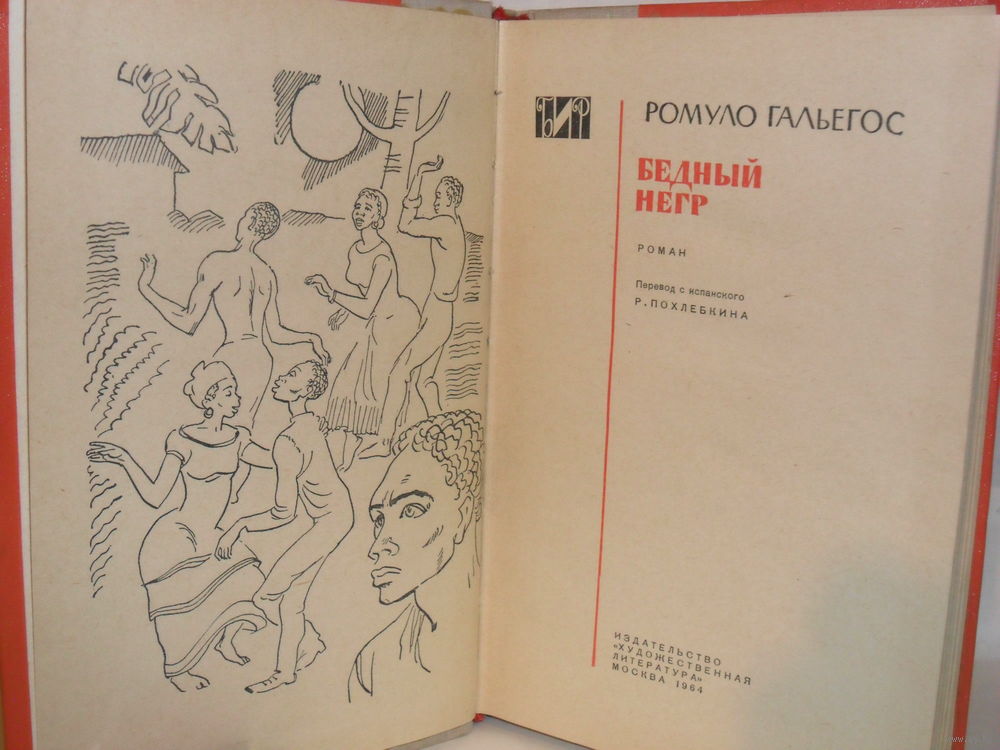 БИР
РОМУЛО ГАЛЬЕГОС
БЕДНЫЙ
НЕГР
РОМАН
Перевод с испанского
Р. ПОХЛЕБКИНА
ИЗДАТЕЛЬСТВО
«ХУДОЖЕСТВЕННАЯ
ЛИТЕРАТУРА»
МОСКВА 1964